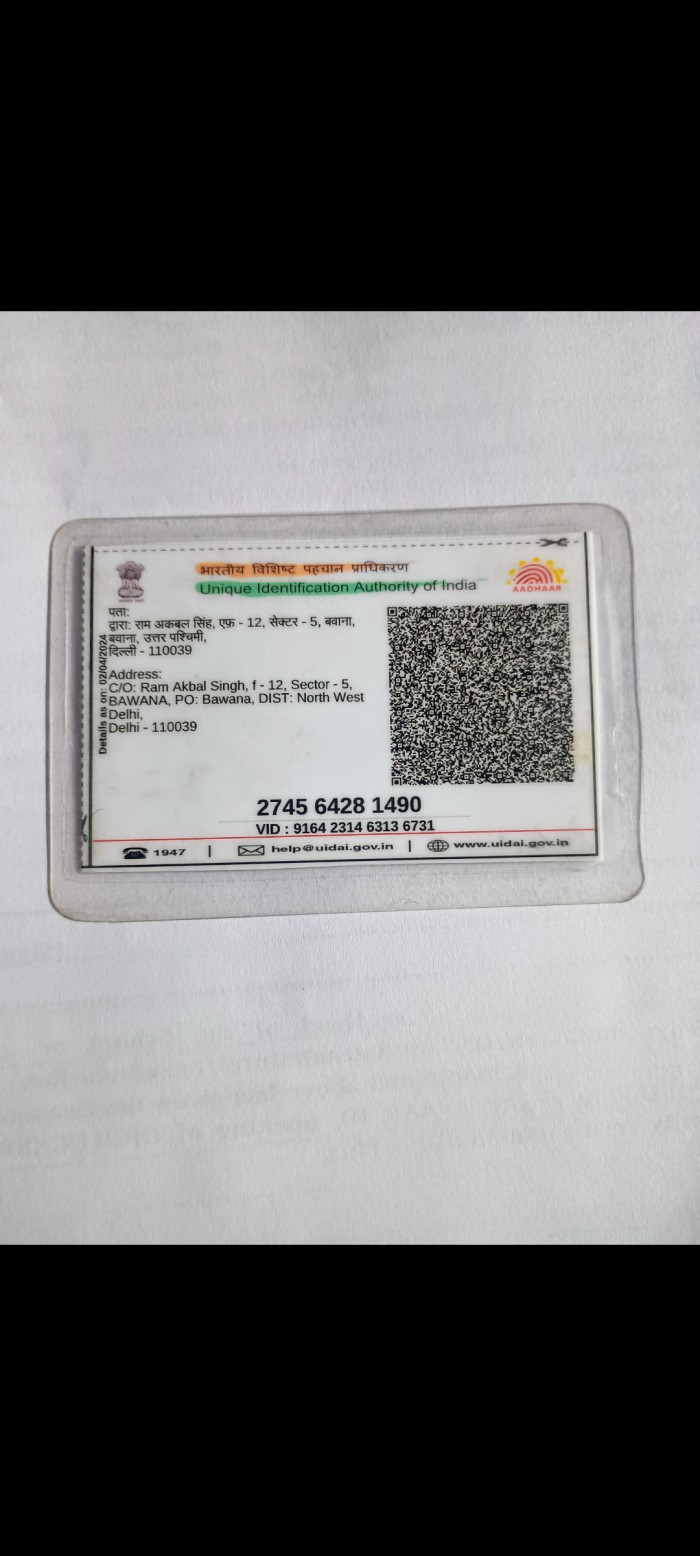 भारतीय विशिष्ट पहचान प्राधिकरण
Unique Identification Authority of India
AADHAAR
पता:
द्वारा: राम अकबल सिंह, एफ़ - 12, सेक्टर - 5, बवाना,
बवाना, उत्तर पश्चिमी,
दिल्ली - 110039
Details as on: 02/04/2024
Address:
C/O: Ram Akbal Singh, f - 12, Sector - 5,
BAWANA, PO: Bawana, DIST: North West
Delhi,
Delhi - 110039
2745 6428 1490
VID : 9164 2314 6313 6731
1947 | help@uidai.gov.in | www.uidai.gov.in